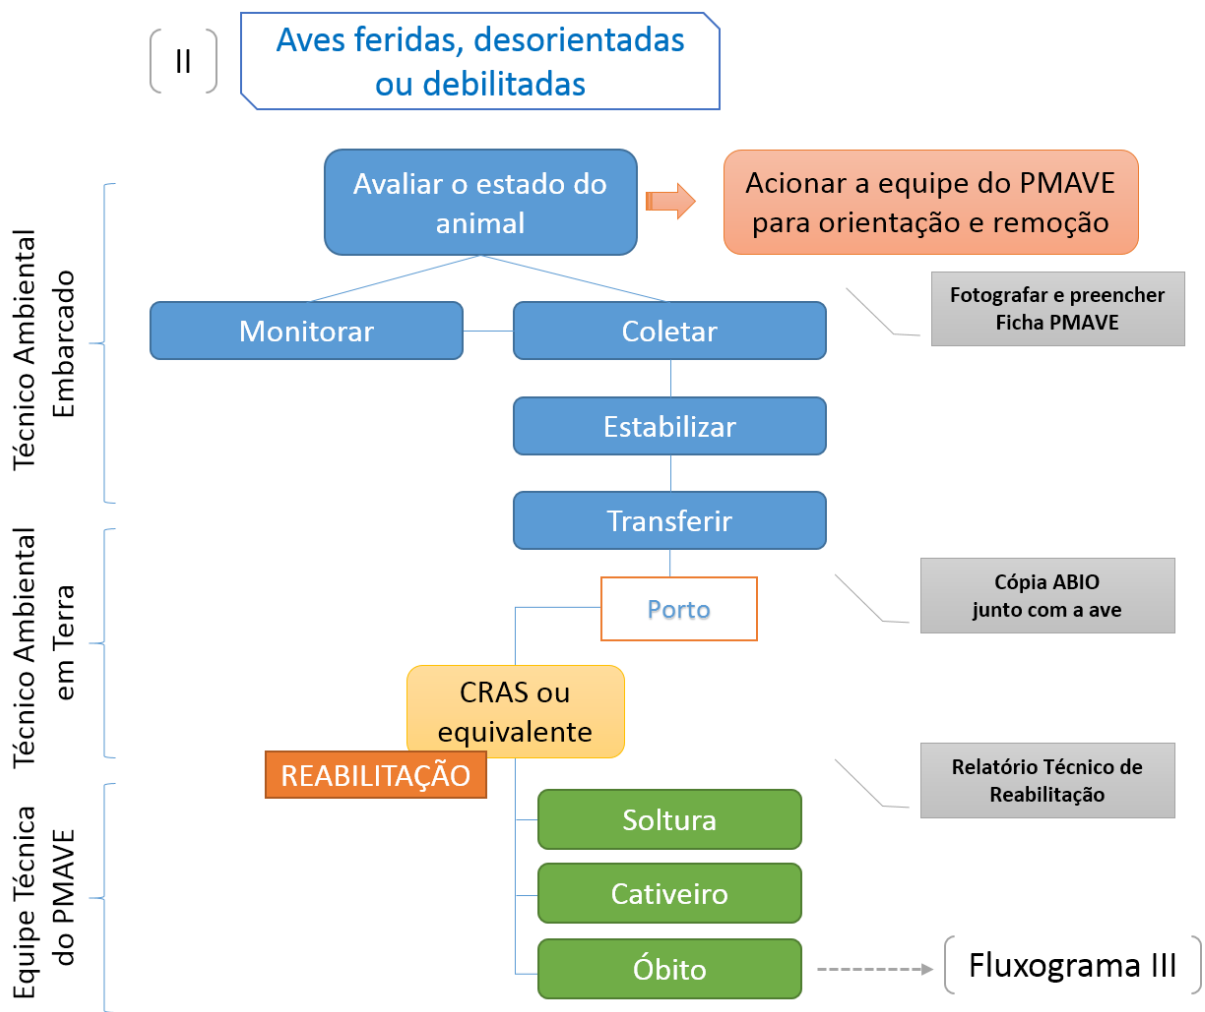 II
Aves feridas, desorientadas
ou debilitadas
Avaliar o estado do
animal
Acionar a equipe do PMAVE
para orientação e remoção
Técnico Ambiental
Embarcado
Fotografar e preencher
Ficha PMAVE
Monitorar
Coletar
Estabilizar
Transferir
Técnico Ambiental
em Terra
Porto
Cópia ABIO
junto com a ave
CRAS ou
equivalente
REABILITAÇÃO
Relatório Técnico de
Reabilitação
Equipe Técnica
do PMAVE
Soltura
Cativeiro
Óbito
Fluxograma III